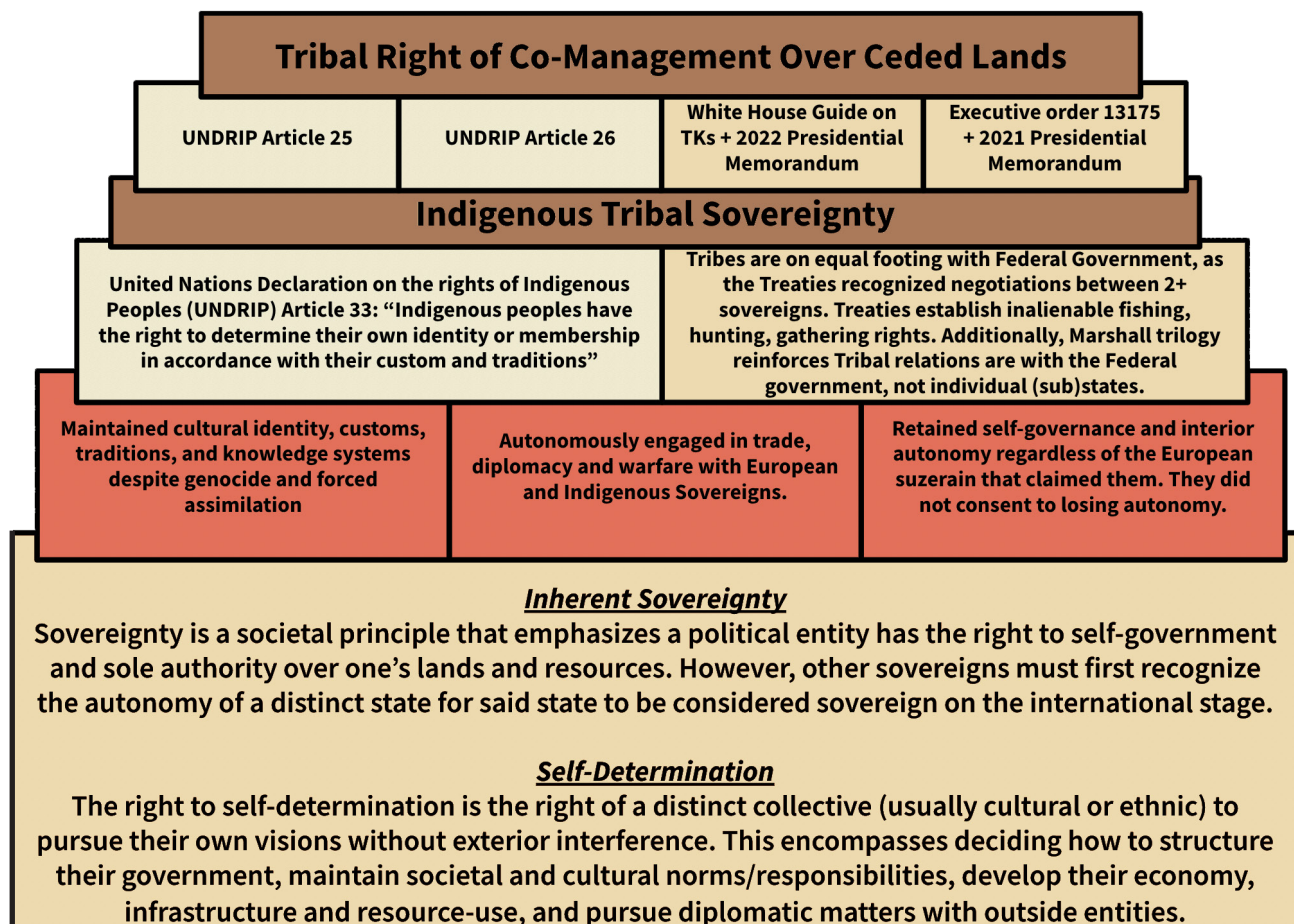 Tribal Right of Co-Management Over Ceded Lands
UNDRIP Article 25
UNDRIP Article 26
White House Guide on
TKs + 2022 Presidential
Memorandum
Executive order 13175
+ 2021 Presidential
Memorandum
Indigenous Tribal Sovereignty
United Nations Declaration on the rights of Indigenous
Peoples (UNDRIP) Article 33: “Indigenous peoples have
the right to determine their own identity or membership
in accordance with their custom and traditions”
Tribes are on equal footing with Federal Government, as
the Treaties recognized negotiations between 2+
sovereigns. Treaties establish inalienable fishing,
hunting, gathering rights. Additionally, Marshall trilogy
reinforces Tribal relations are with the Federal
government, not individual (sub)states.
Maintained cultural identity, customs,
traditions, and knowledge systems
despite genocide and forced
assimilation
Autonomously engaged in trade,
diplomacy and warfare with European
and Indigenous Sovereigns.
Retained self-governance and interior
autonomy regardless of the European
suzerain that claimed them. They did
not consent to losing autonomy.
Inherent Sovereignty
Sovereignty is a societal principle that emphasizes a political entity has the right to self-government
and sole authority over one’s lands and resources. However, other sovereigns must first recognize
the autonomy of a distinct state for said state to be considered sovereign on the international stage.
Self-Determination
The right to self-determination is the right of a distinct collective (usually cultural or ethnic) to
pursue their own visions without exterior interference. This encompasses deciding how to structure
their government, maintain societal and cultural norms/responsibilities, develop their economy,
infrastructure and resource-use, and pursue diplomatic matters with outside entities.